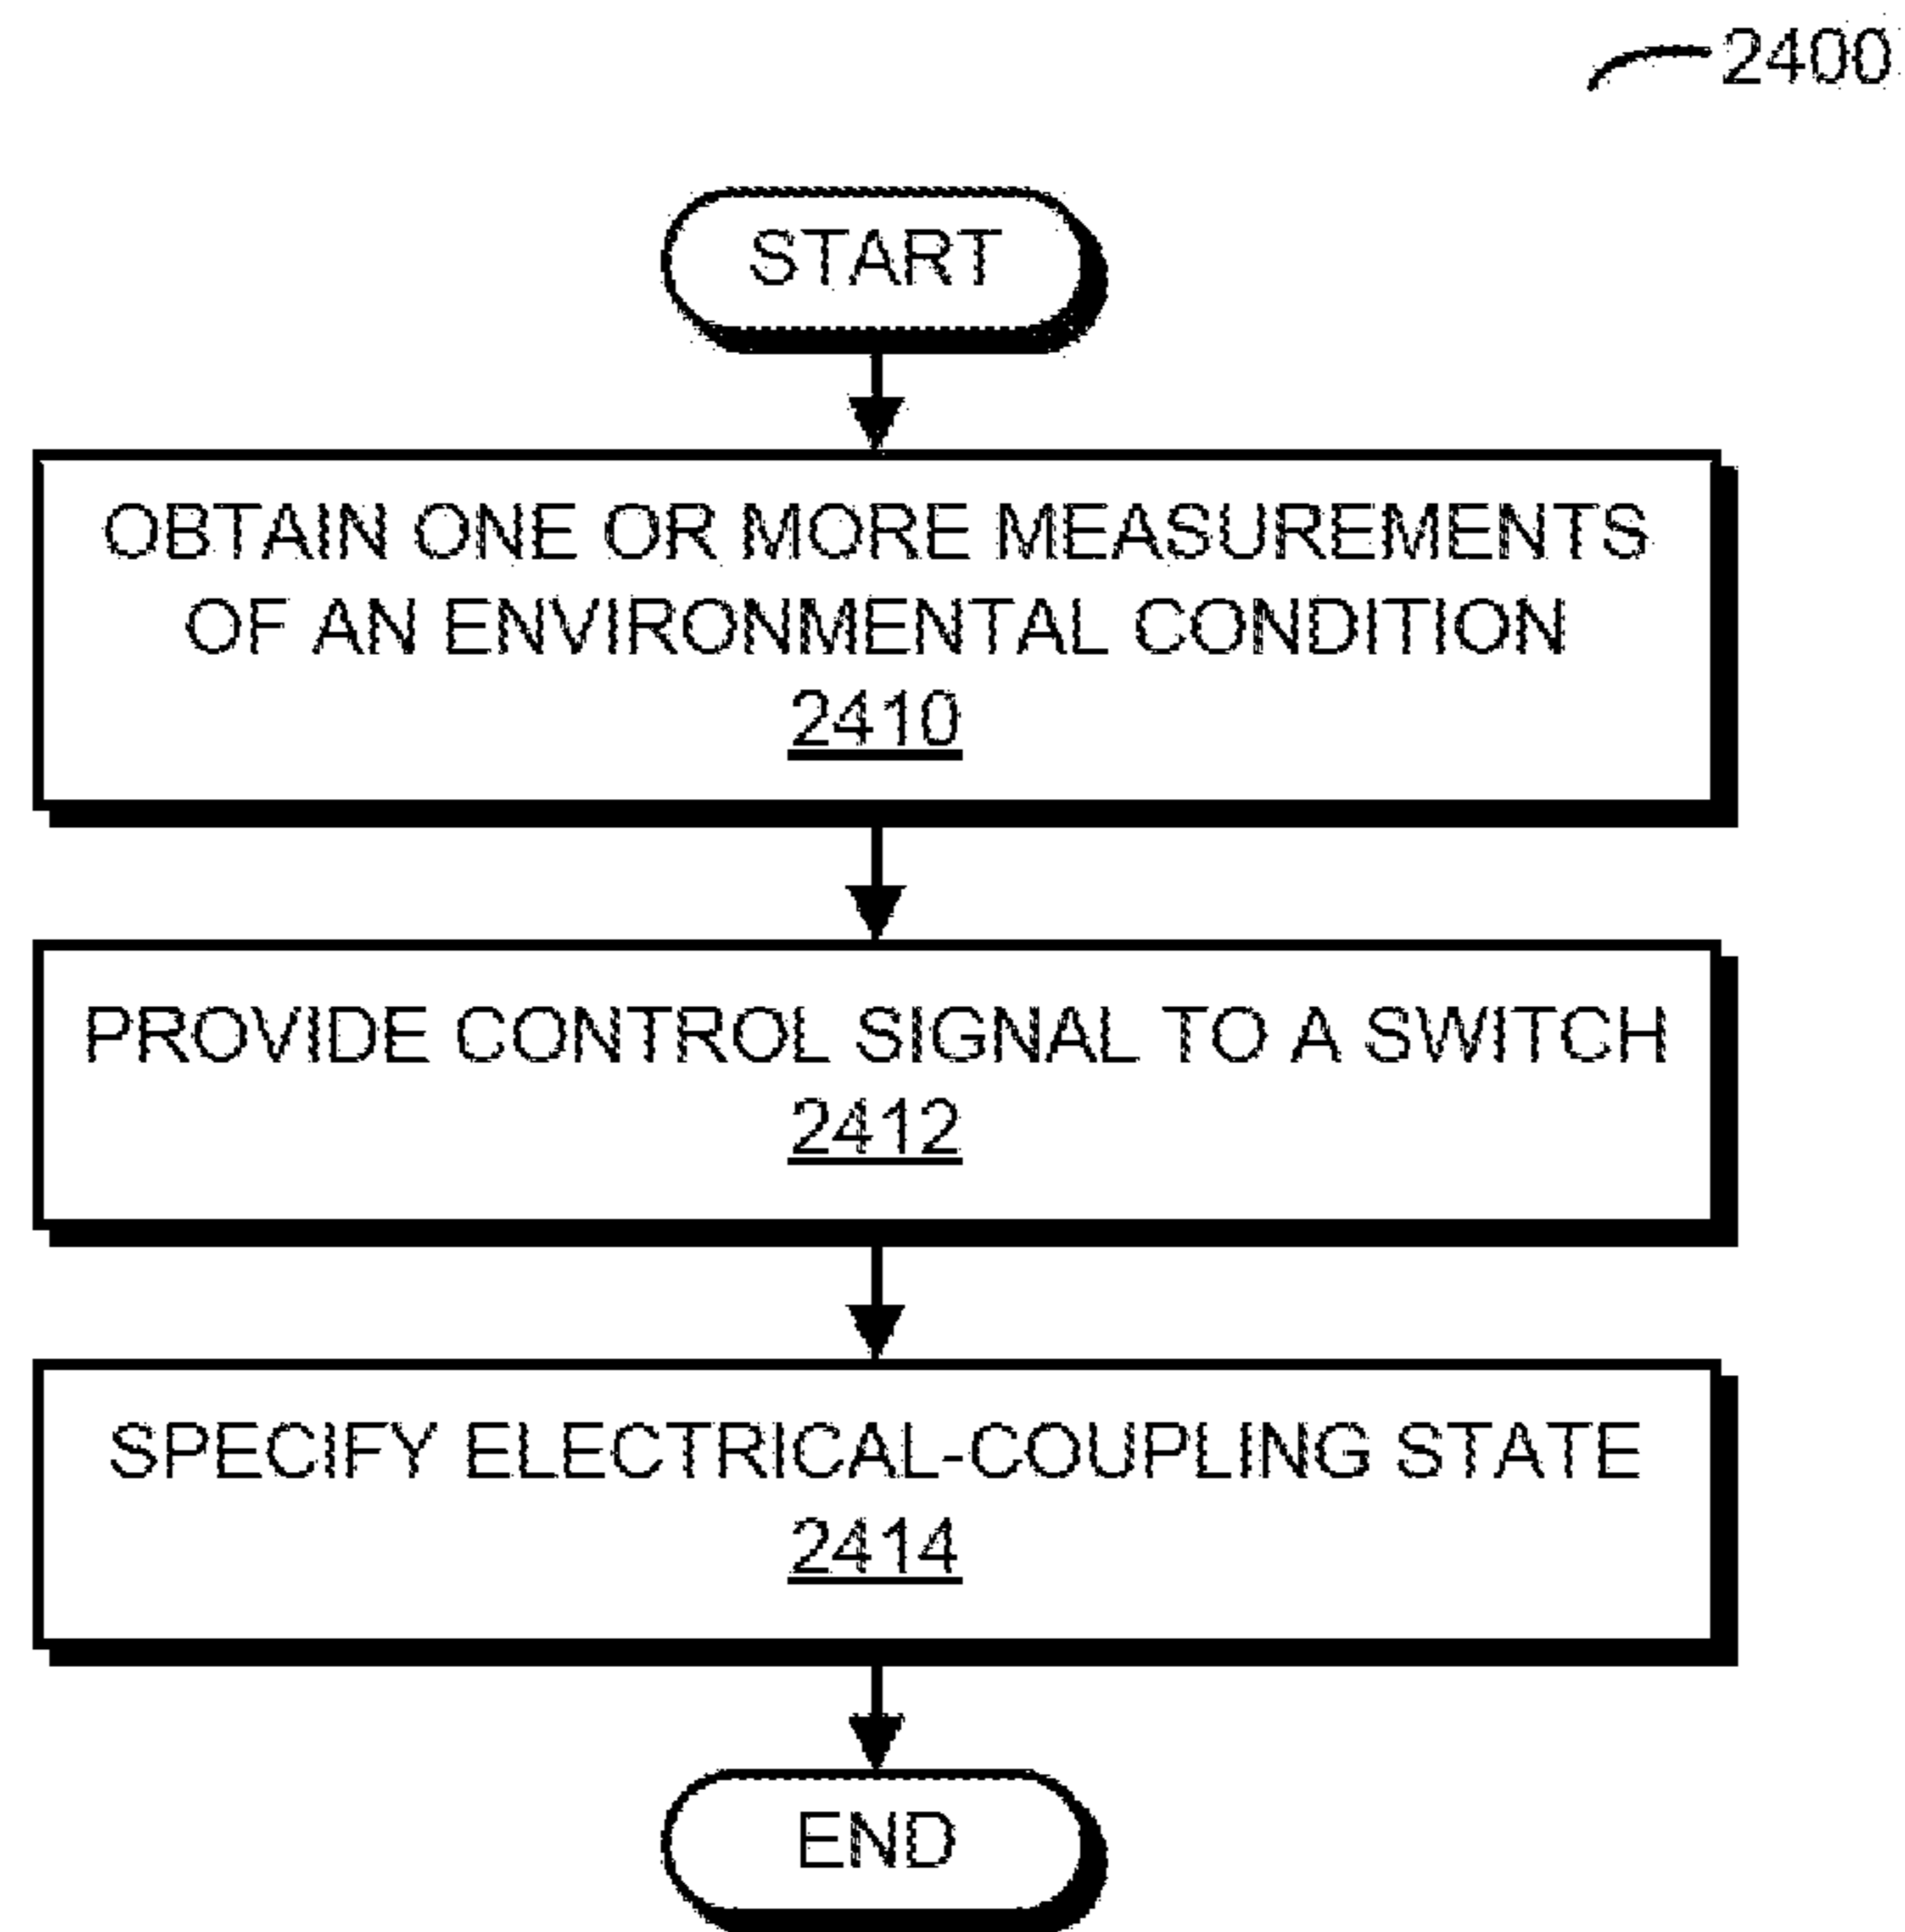 2400
START
OBTAIN ONE OR MORE MEASUREMENTS
OF AN ENVIRONMENTAL CONDITION
2410
PROVIDE CONTROL SIGNAL TO A SWITCH
2412
SPECIFY ELECTRICAL-COUPLING STATE
2414
END